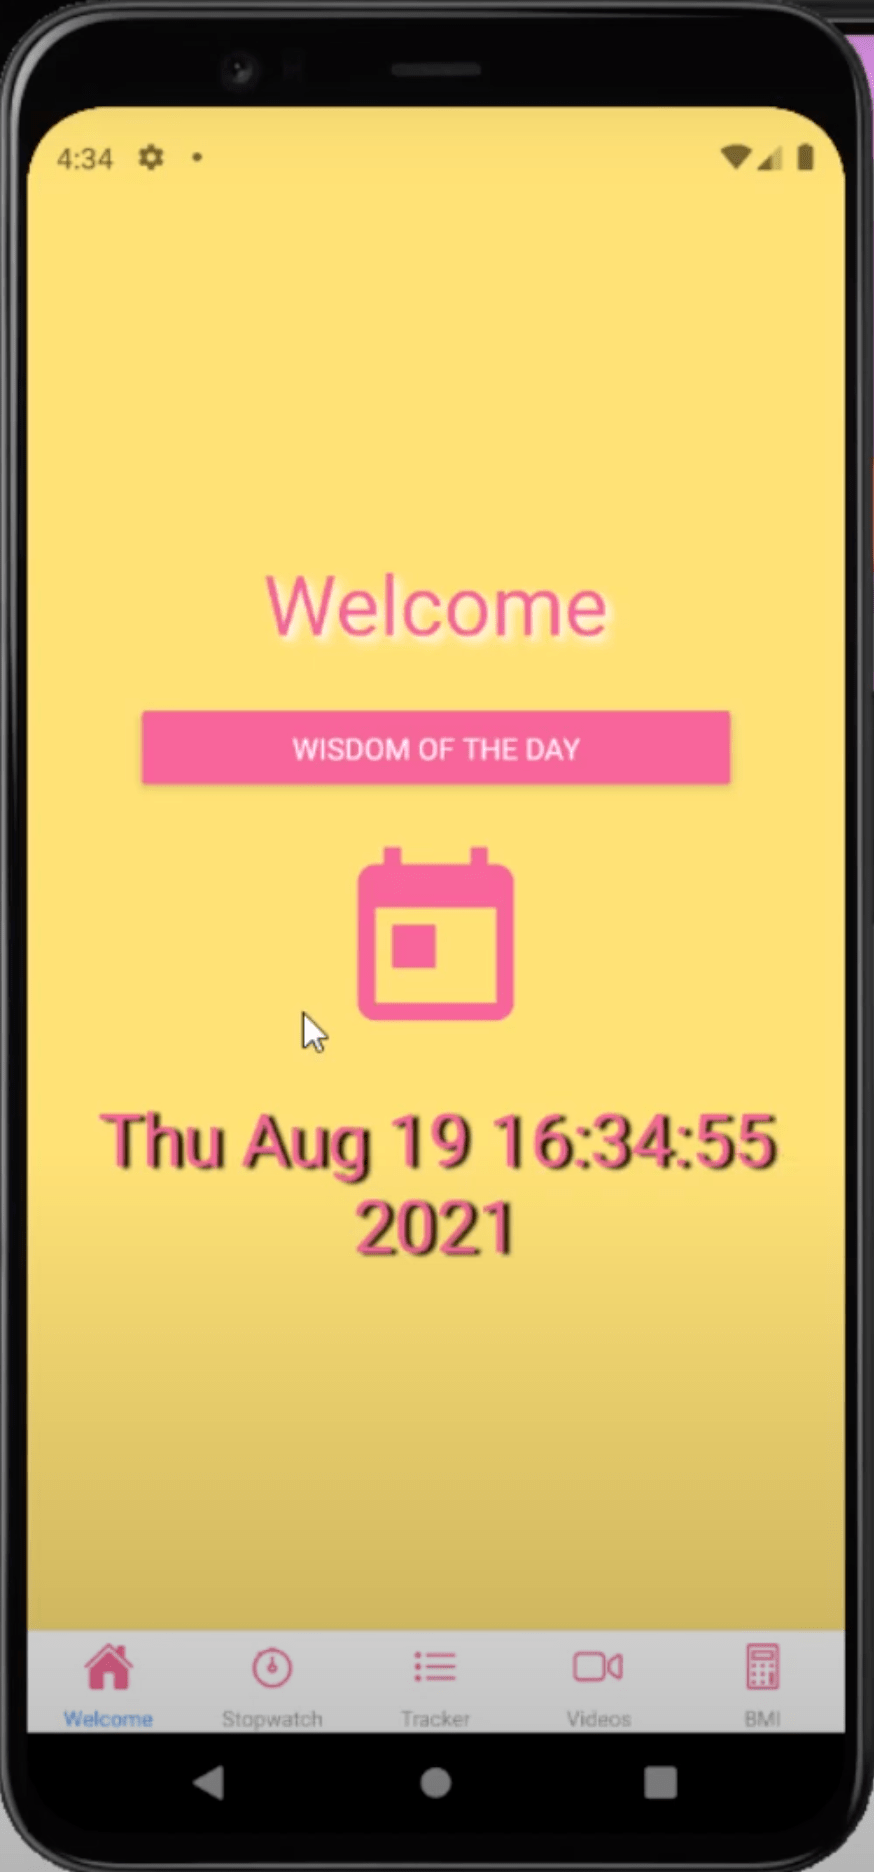 4:34
Welcome
WISDOM OF THE DAY
Thu Aug 19 16:34:55
2021
Welcome
Stopwatch
Tracker
Videos
BMI